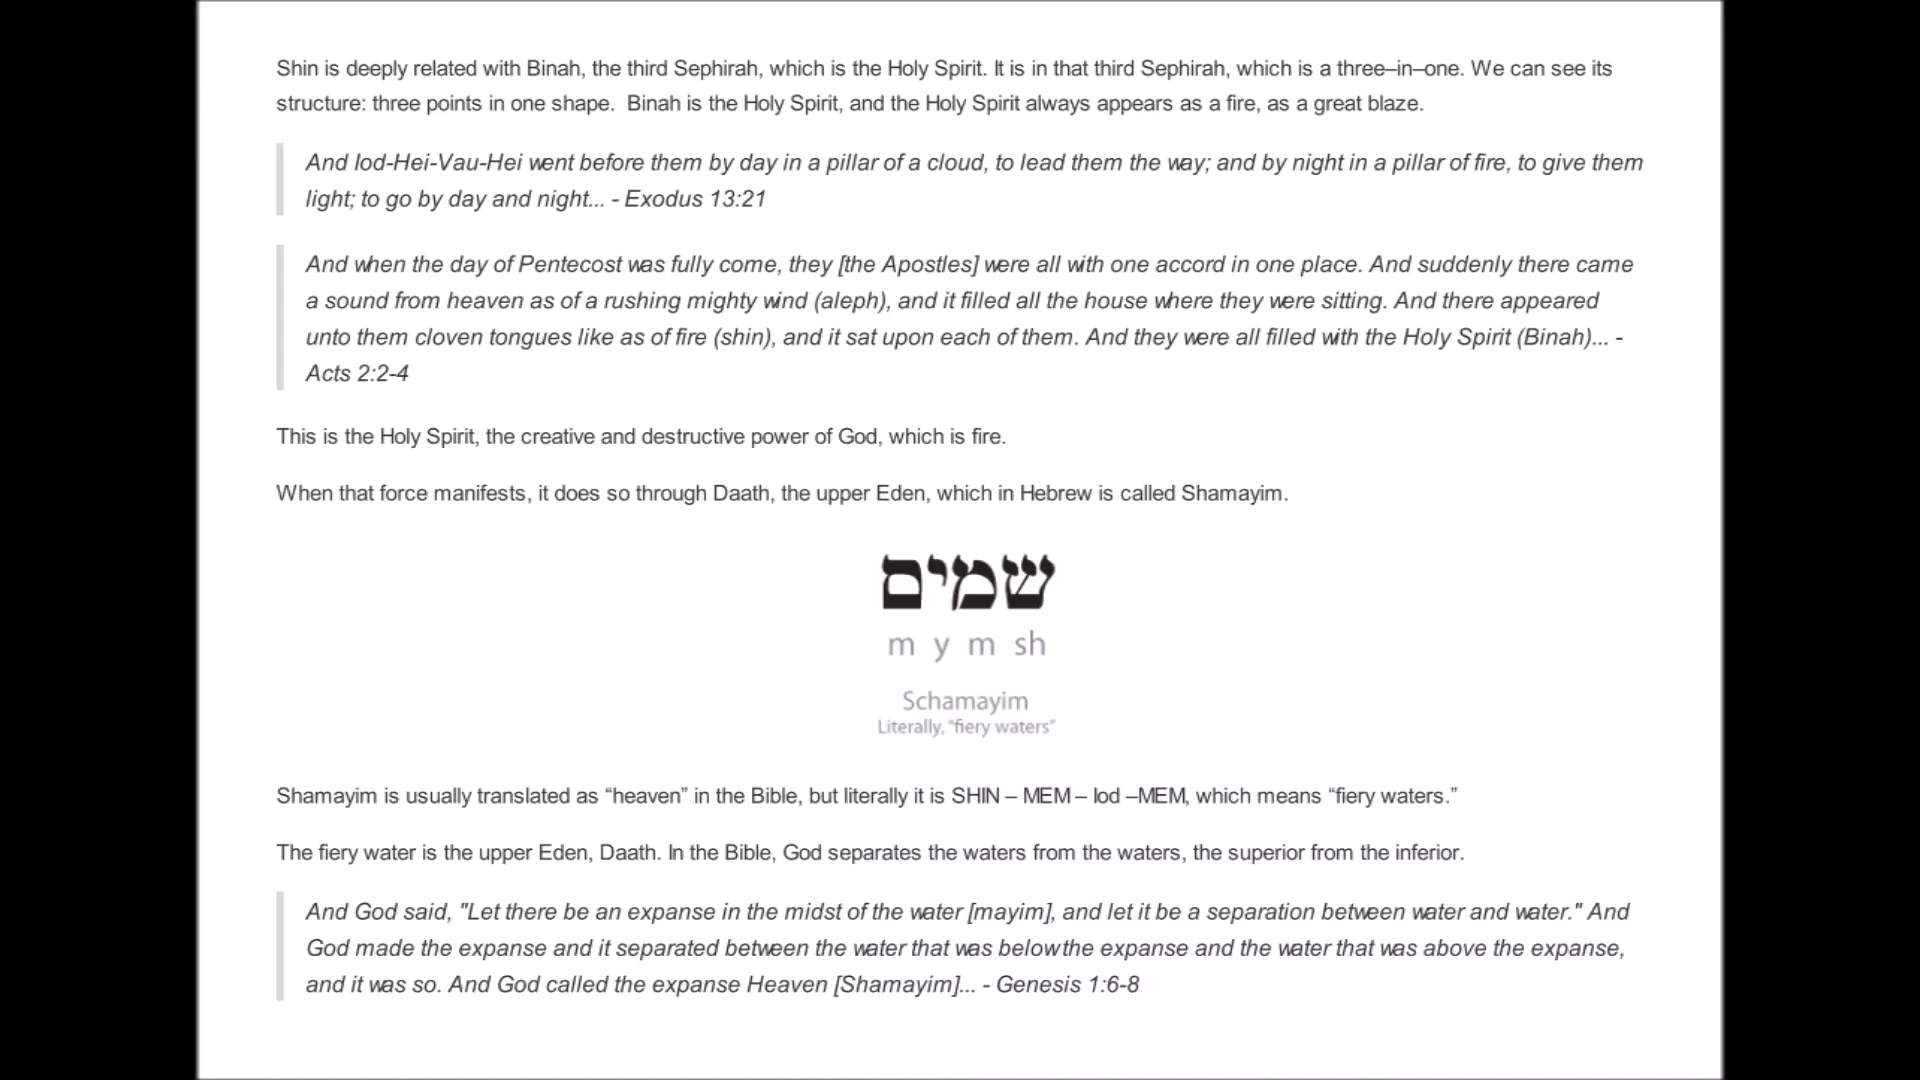 Shin is deeply related with Binah, the third Sephirah, which is the Holy Spirit. It is in that third Sephirah, which is a three–in–one. We can see its
structure: three points in one shape.  Binah is the Holy Spirit, and the Holy Spirit always appears as a fire, as a great blaze.
And Iod-Hei-Vau-Hei went before them by day in a pillar of a cloud, to lead them the way; and by night in a pillar of fire, to give them
light; to go by day and night... - Exodus 13:21
And when the day of Pentecost was fully come, they [the Apostles] were all with one accord in one place. And suddenly there came
a sound from heaven as of a rushing mighty wind (aleph), and it filled all the house where they were sitting. And there appeared
unto them cloven tongues like as of fire (shin), and it sat upon each of them. And they were all filled with the Holy Spirit (Binah)... -
Acts 2:2-4
This is the Holy Spirit, the creative and destructive power of God, which is fire.
When that force manifests, it does so through Daath, the upper Eden, which in Hebrew is called Shamayim.
שמים
m y m sh
Schamayim
Literally, "fiery waters"
Shamayim is usually translated as “heaven” in the Bible, but literally it is SHIN – MEM – Iod –MEM, which means “fiery waters.”
The fiery water is the upper Eden, Daath. In the Bible, God separates the waters from the waters, the superior from the inferior.
And God said, "Let there be an expanse in the midst of the water [mayim], and let it be a separation between water and water." And
God made the expanse and it separated between the water that was below the expanse and the water that was above the expanse,
and it was so. And God called the expanse Heaven [Shamayim]... - Genesis 1:6-8